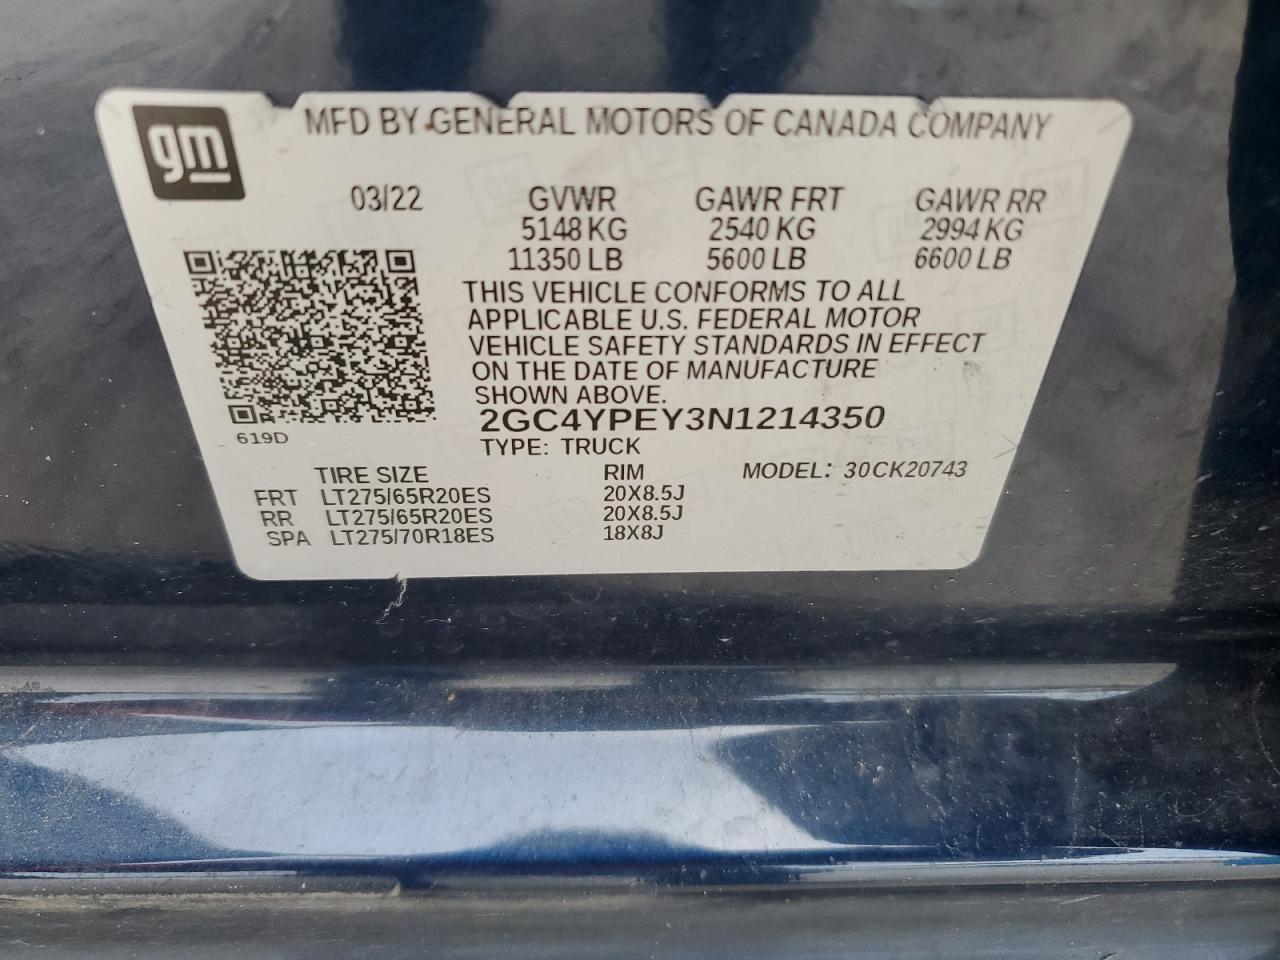 gm
MFD BY GENERAL MOTORS OF CANADA COMPANY
03/22 GVWR GAWR FRT GAWR RR
5148 KG 2540 KG 2994 KG
11350 LB 5600 LB 6600 LB
THIS VEHICLE CONFORMS TO ALL
APPLICABLE U.S. FEDERAL MOTOR
VEHICLE SAFETY STANDARDS IN EFFECT
ON THE DATE OF MANUFACTURE
SHOWN ABOVE.
2GC4YPEY3N1214350
619D
TYPE: TRUCK
TIRE SIZE RIM MODEL: 30CK20743
FRT LT275/65R20ES 20X8.5J
RR LT275/65R20ES 20X8.5J
SPA LT275/70R18ES 18X8J